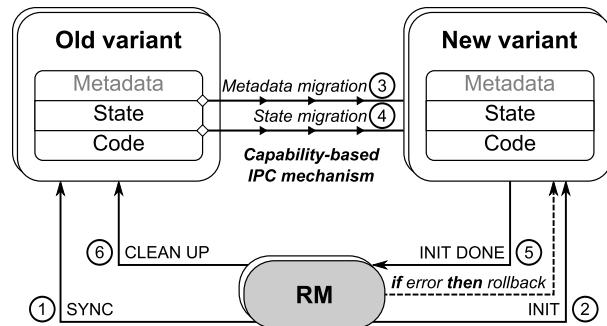 Old variant
New variant
Metadata
State
Code
Metadata migration 3
State migration 4
Capability-based
IPC mechanism
Metadata
State
Code
6 CLEAN UP
INIT DONE 5
if error then rollback
RM
1 SYNC
INIT 2